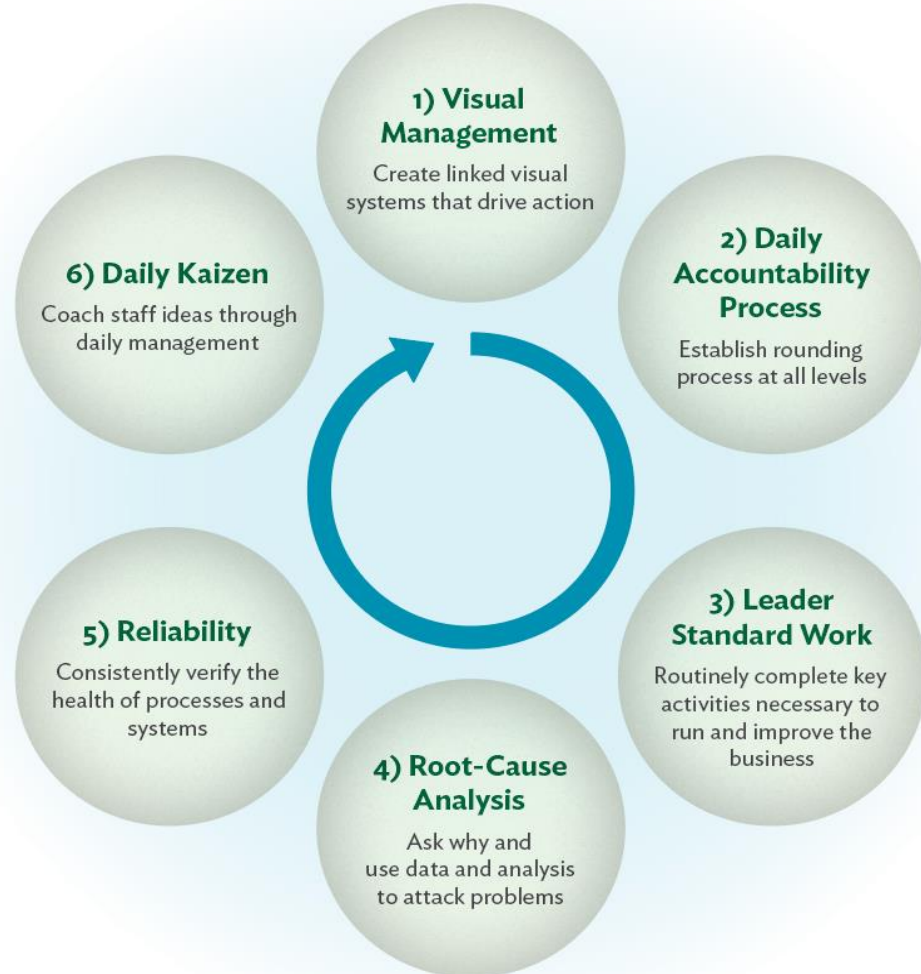 1) Visual
Management
Create linked visual
systems that drive action
2) Daily
Accountability
Process
Establish rounding
process at all levels
3) Leader
Standard Work
Routinely complete key
activities necessary to
run and improve the
business
4) Root-Cause
Analysis
Ask why and
use data and analysis
to attack problems
5) Reliability
Consistently verify the
health of processes and
systems
6) Daily Kaizen
Coach staff ideas through
daily management